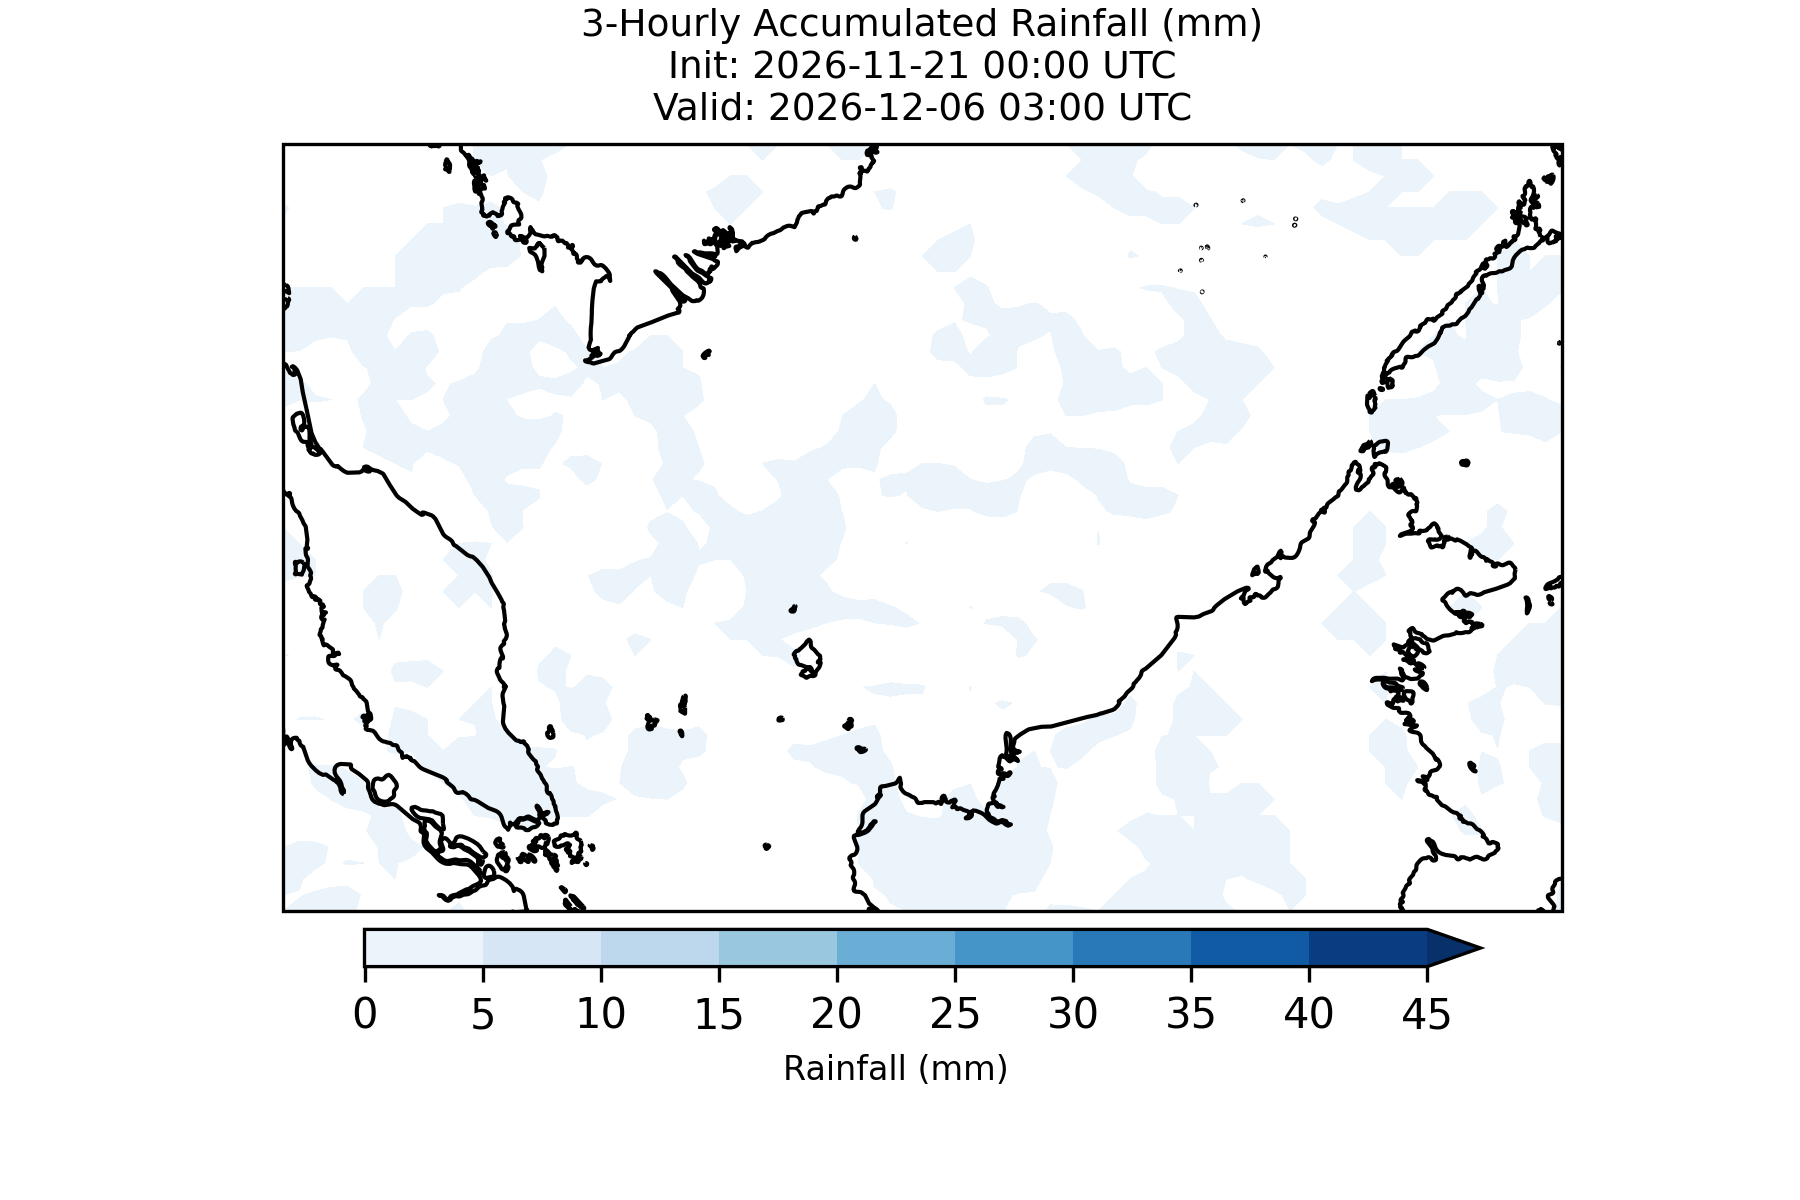 3-Hourly Accumulated Rainfall (mm)
Init: 2026-11-21 00:00 UTC
Valid: 2026-12-06 03:00 UTC
0 5 10 15 20 25 30 35 40 45
Rainfall (mm)